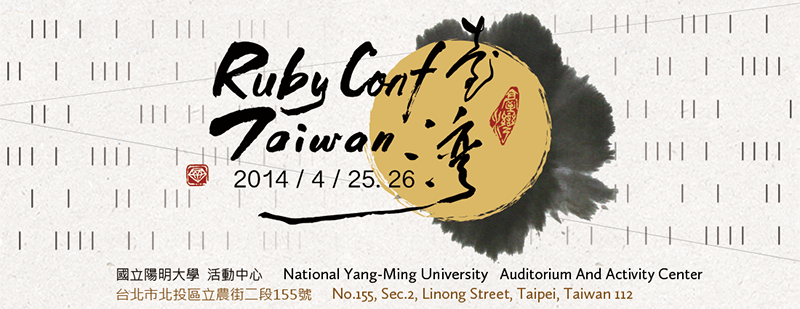 Ruby Conf
Taiwan
臺灣
2014 / 4 / 25. 26
國立陽明大學 活動中心 National Yang-Ming University Auditorium And Activity Center
台北市北投區立農街二段155號 No.155, Sec.2, Linong Street, Taipei, Taiwan 112